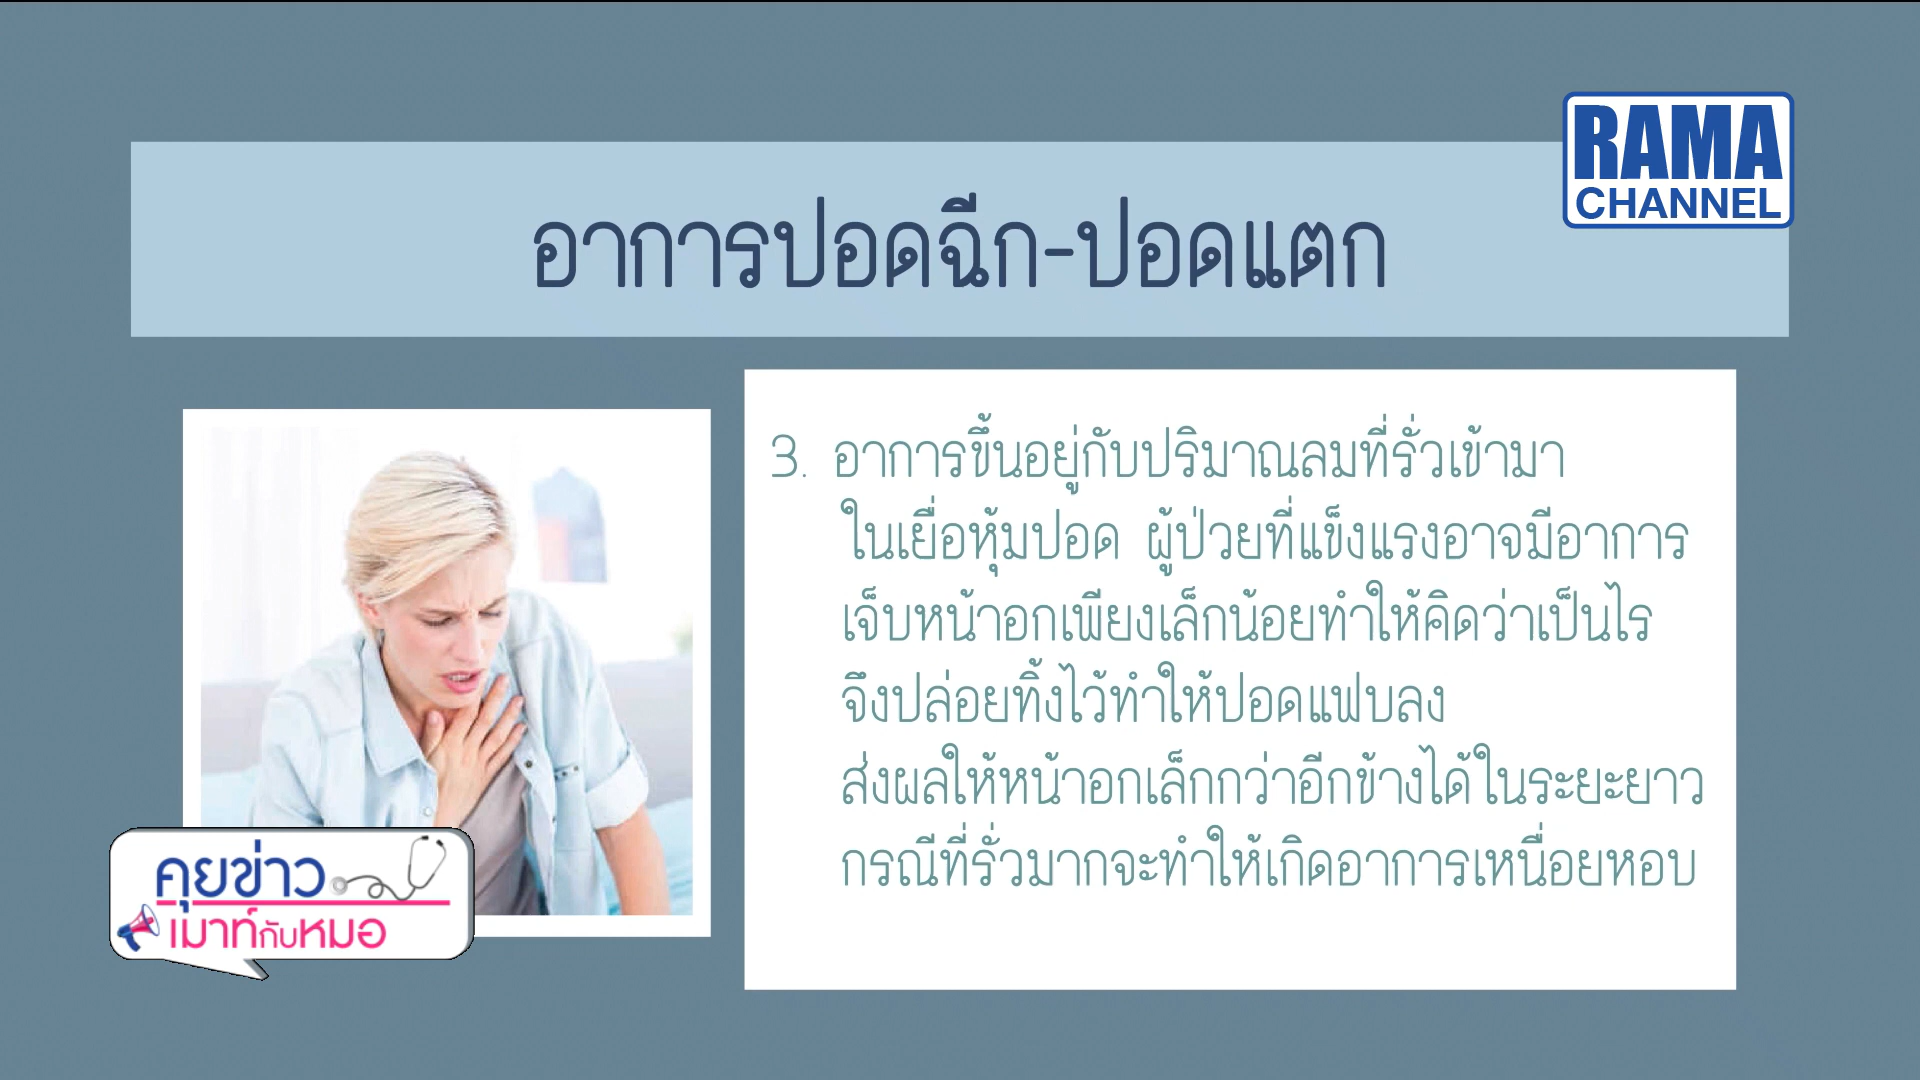 RAMA
CHANNEL
อาการปอดฉีก-ปอดแตก
3. อาการขึ้นอยู่กับปริมาณลมที่รั่วเข้ามา
ในเยื่อหุ้มปอด ผู้ป่วยที่แข็งแรงอาจมีอาการ
เจ็บหน้าอกเพียงเล็กน้อยทำให้คิดว่าเป็นไร
จึงปล่อยทิ้งไว้ทำให้ปอดแฟบลง
ส่งผลให้หน้าอกเล็กกว่าอีกข้างได้ในระยะยาว
กรณีที่รั่วมากจะทำให้เกิดอาการเหนื่อยหอบ
คุยข่าว
เมาท์กับหมอ